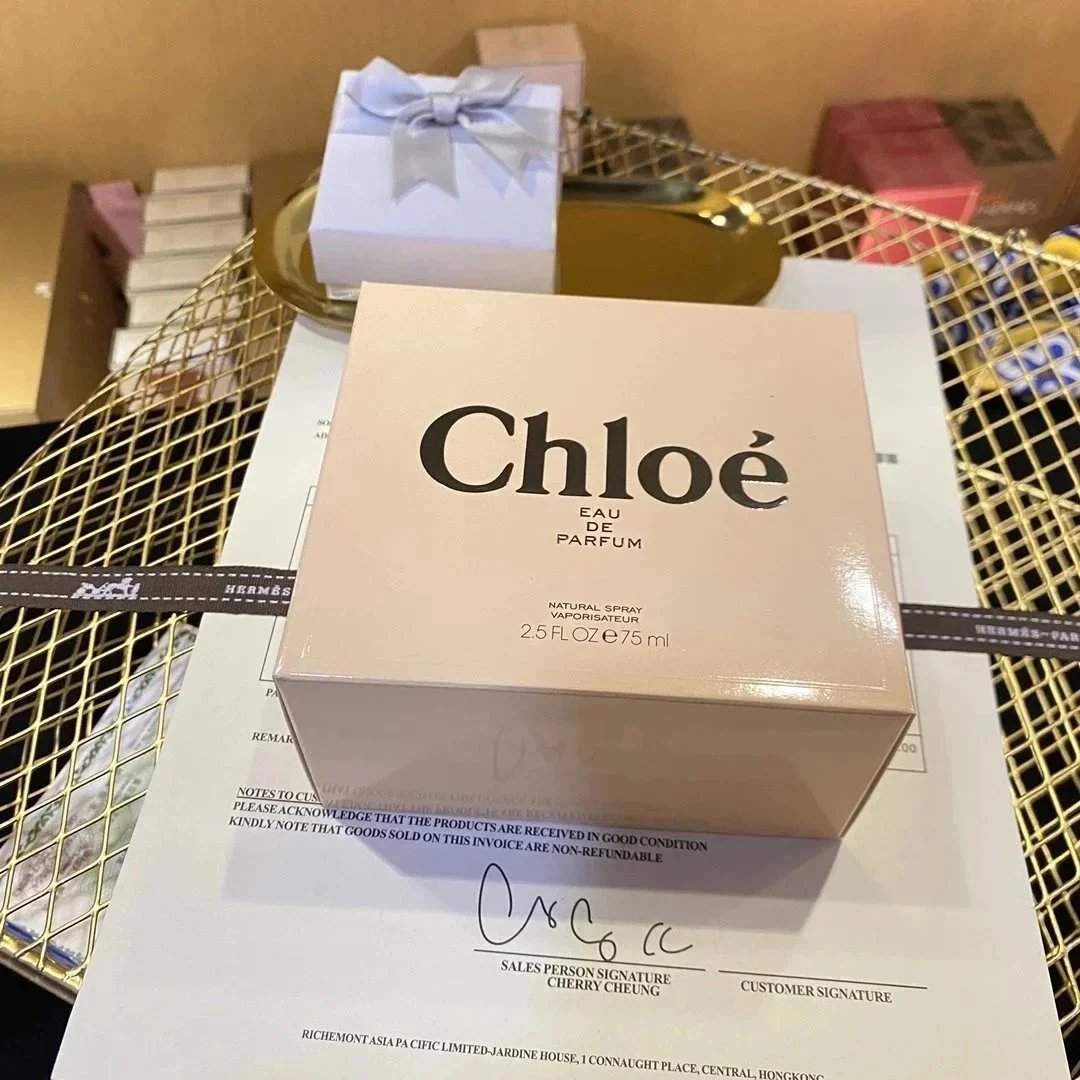 Chloé
EAU
DE
PARFUM
NATURAL SPRAY
VAPORISATEUR
2.5 FL OZ e 75 ml
HERMÈS
HERMÈS-PAR
REMAR
NOTES TO CUS
PLEASE ACKNOWLEDGE THAT THE PRODUCTS ARE RECEIVED IN GOOD CONDITION
KINDLY NOTE THAT GOODS SOLD ON THIS INVOICE ARE NON-REFUNDABLE
SALES PERSON SIGNATURE
CHERRY CHEUNG
CUSTOMER SIGNATURE
RICHEMONT ASIA PA CIFIC LIMITED-JARDINE HOUSE, 1 CONNAUGHT PLACE, CENTRAL, HONGKONG